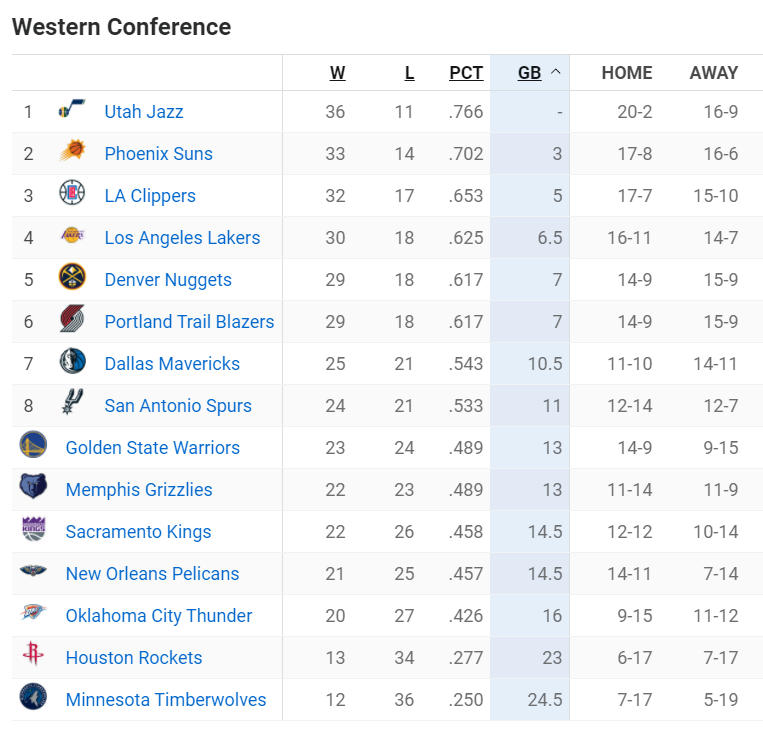 Western Conference
W L PCT GB HOME AWAY
1 Utah Jazz 36 11 .766 - 20-2 16-9
2 Phoenix Suns 33 14 .702 3 17-8 16-6
3 LA Clippers 32 17 .653 5 17-7 15-10
4 Los Angeles Lakers 30 18 .625 6.5 16-11 14-7
5 Denver Nuggets 29 18 .617 7 14-9 15-9
6 Portland Trail Blazers 29 18 .617 7 14-9 15-9
7 Dallas Mavericks 25 21 .543 10.5 11-10 14-11
8 San Antonio Spurs 24 21 .533 11 12-14 12-7
Golden State Warriors 23 24 .489 13 14-9 9-15
Memphis Grizzlies 22 23 .489 13 11-14 11-9
KINGS Sacramento Kings 22 26 .458 14.5 12-12 10-14
New Orleans Pelicans 21 25 .457 14.5 14-11 7-14
Oklahoma City Thunder 20 27 .426 16 9-15 11-12
Houston Rockets 13 34 .277 23 6-17 7-17
Minnesota Timberwolves 12 36 .250 24.5 7-17 5-19